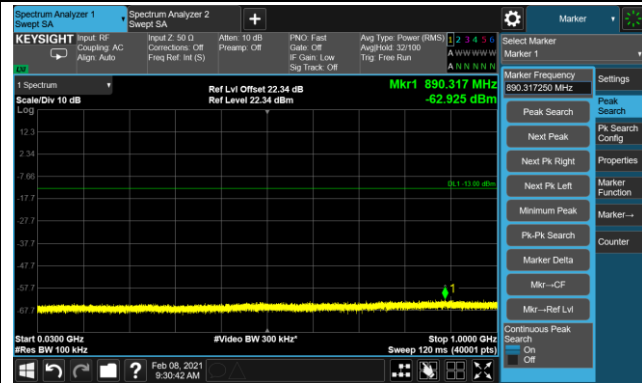 Spectrum Analyzer 1
Swept SA
Spectrum Analyzer 2
Swept SA
+
Marker
KEYSIGHT
Input: RF
Coupling: AC
Align: Auto
Input Z: 50 Ω
Corrections: Off
Freq Ref: Int (S)
Atten: 10 dB
Preamp: Off
PNO: Fast
Gate: Off
IF Gain: Low
Sig Track: Off
Avg Type: Power (RMS)
Avg|Hold: 32/100
Trig: Free Run
1 2 3 4 5 6
A W W W W W
A N N N N N
Select Marker
Marker 1
1 Spectrum
Scale/Div 10 dB
Log
Ref Lvl Offset 22.34 dB
Ref Level 22.34 dBm
Mkr1 890.317 MHz
-62.925 dBm
12.3
2.34
-7.66
-17.7
-27.7
-37.7
-47.7
-57.7
-67.7
DL1 -13.00 dBm
1
Start 0.0300 GHz
#Res BW 100 kHz
#Video BW 300 kHz*
Stop 1.0000 GHz
Sweep 120 ms (40001 pts)
Marker Frequency
890.317250 MHz
Peak Search
Next Peak
Next Pk Right
Next Pk Left
Minimum Peak
Pk-Pk Search
Marker Delta
Mkr→CF
Mkr→Ref Lvl
Continuous Peak
Search
On
Off
Settings
Peak
Search
Pk Search
Config
Properties
Marker
Function
Marker→
Counter
?
Feb 08, 2021
9:30:42 AM